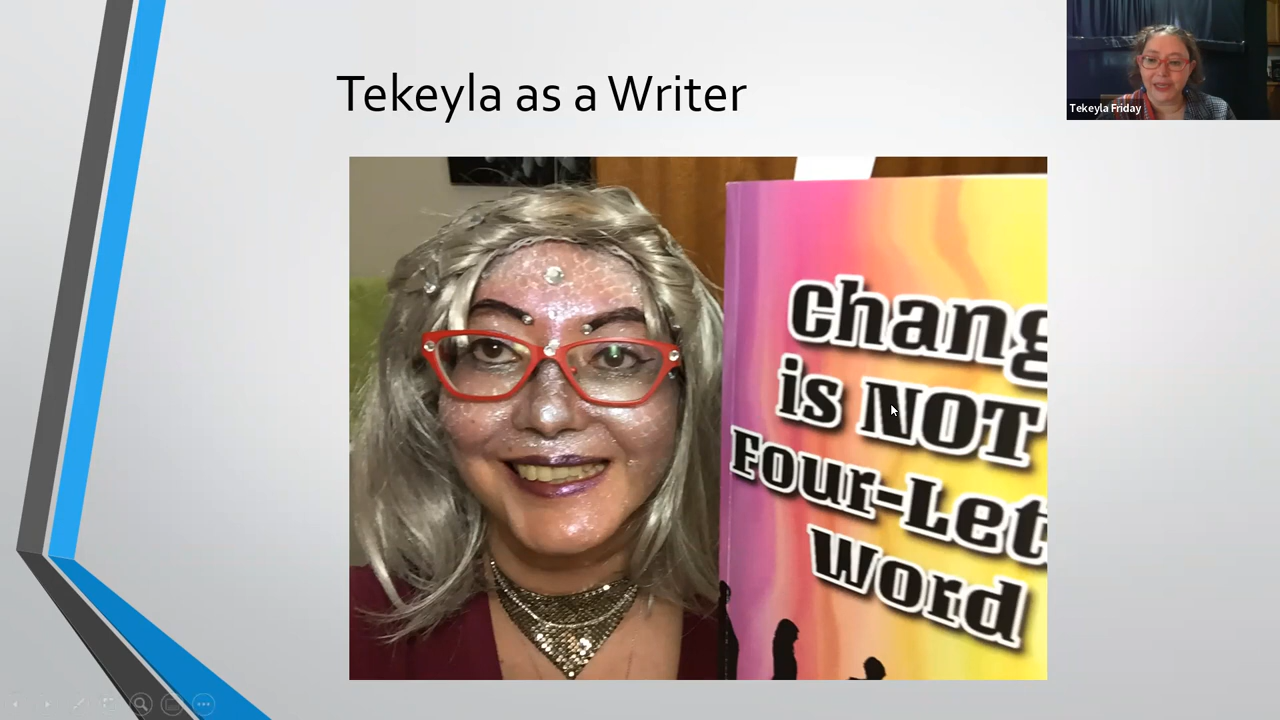 Tekeyla as a Writer
Tekeyla Friday
chang
is NOT
Four-Let
Word